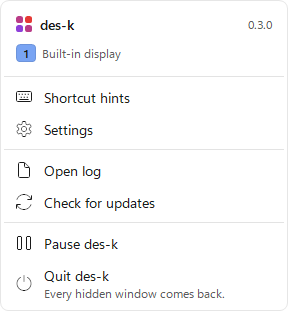 des-k 0.3.0
1 Built-in display
Shortcut hints
Settings
Open log
Check for updates
Pause des-k
Quit des-k
Every hidden window comes back.